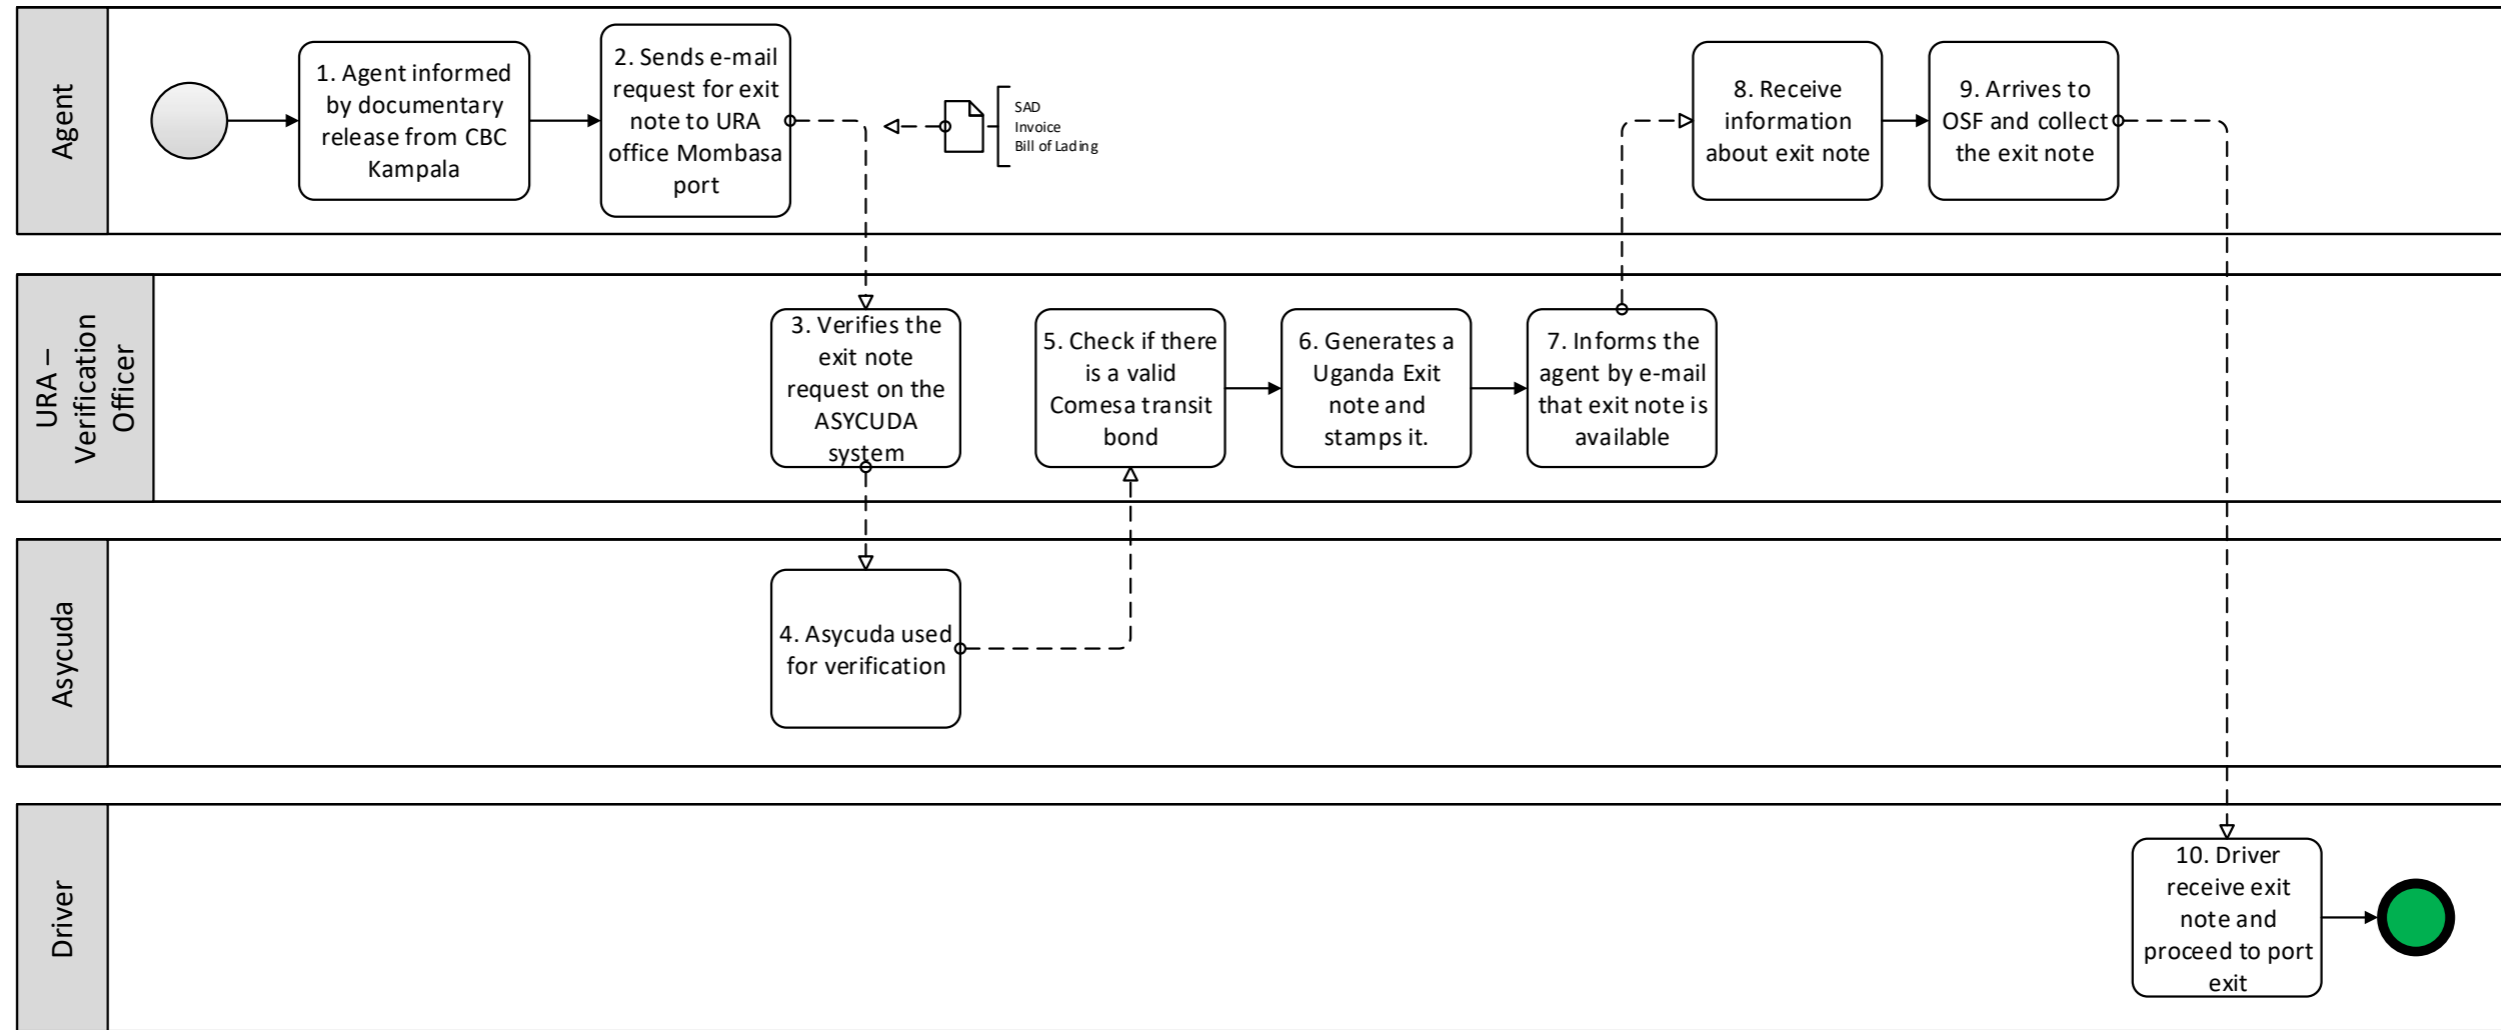 Agent
1. Agent informed
by documentary
release from CBC
Kampala
2. Sends e-mail
request for exit
note to URA
office Mombasa
port
SAD
Invoice
Bill of Lading
8. Receive
information
about exit note
9. Arrives to
OSF and collect
the exit note
URA –
Verification
Officer
3. Verifies the
exit note
request on the
ASYCUDA
system
5. Check if there
is a valid
Comesa transit
bond
6. Generates a
Uganda Exit
note and
stamps it.
7. Informs the
agent by e-mail
that exit note is
available
Asycuda
4. Asycuda used
for verification
Driver
10. Driver
receive exit
note and
proceed to port
exit